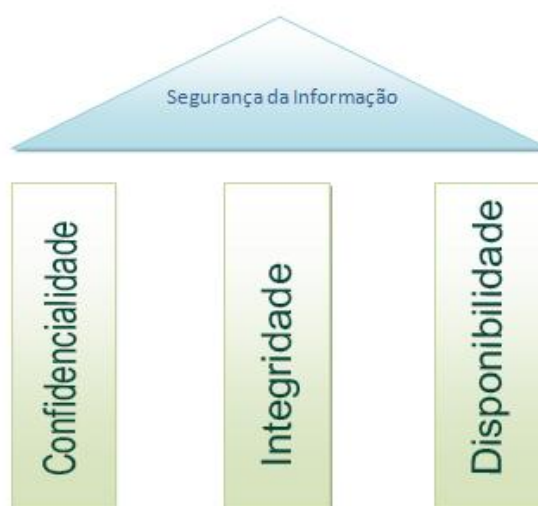 Segurança da Informação
Confidencialidade
Integridade
Disponibilidade